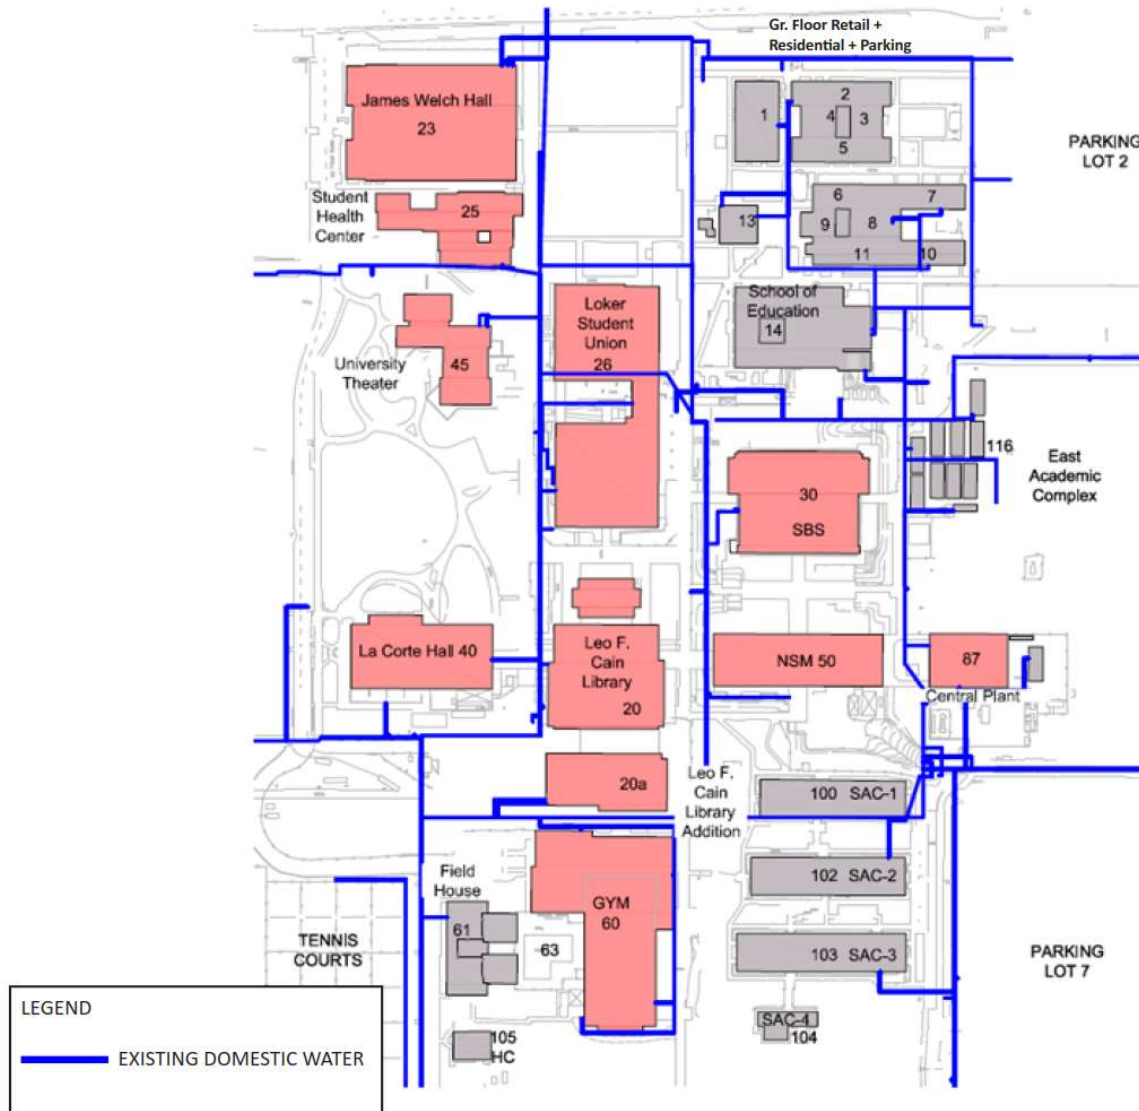 Gr. Floor Retail +
Residential + Parking
James Welch Hall
23
1
2
4
3
5
PARKING
LOT 2
Student
Health
Center
25
13
6
7
9
8
11
10
Loker
Student
Union
26
School of
Education
14
University
Theater
45
116
East
Academic
Complex
30
SBS
La Corte Hall 40
Leo F.
Cain
Library
20
NSM 50
87
Central Plant
20a
Leo F.
Cain
Library
Addition
100 SAC-1
Field
House
61
63
GYM
60
102 SAC-2
TENNIS
COURTS
103 SAC-3
PARKING
LOT 7
SAC-4
104
105
HC
LEGEND
EXISTING DOMESTIC WATER